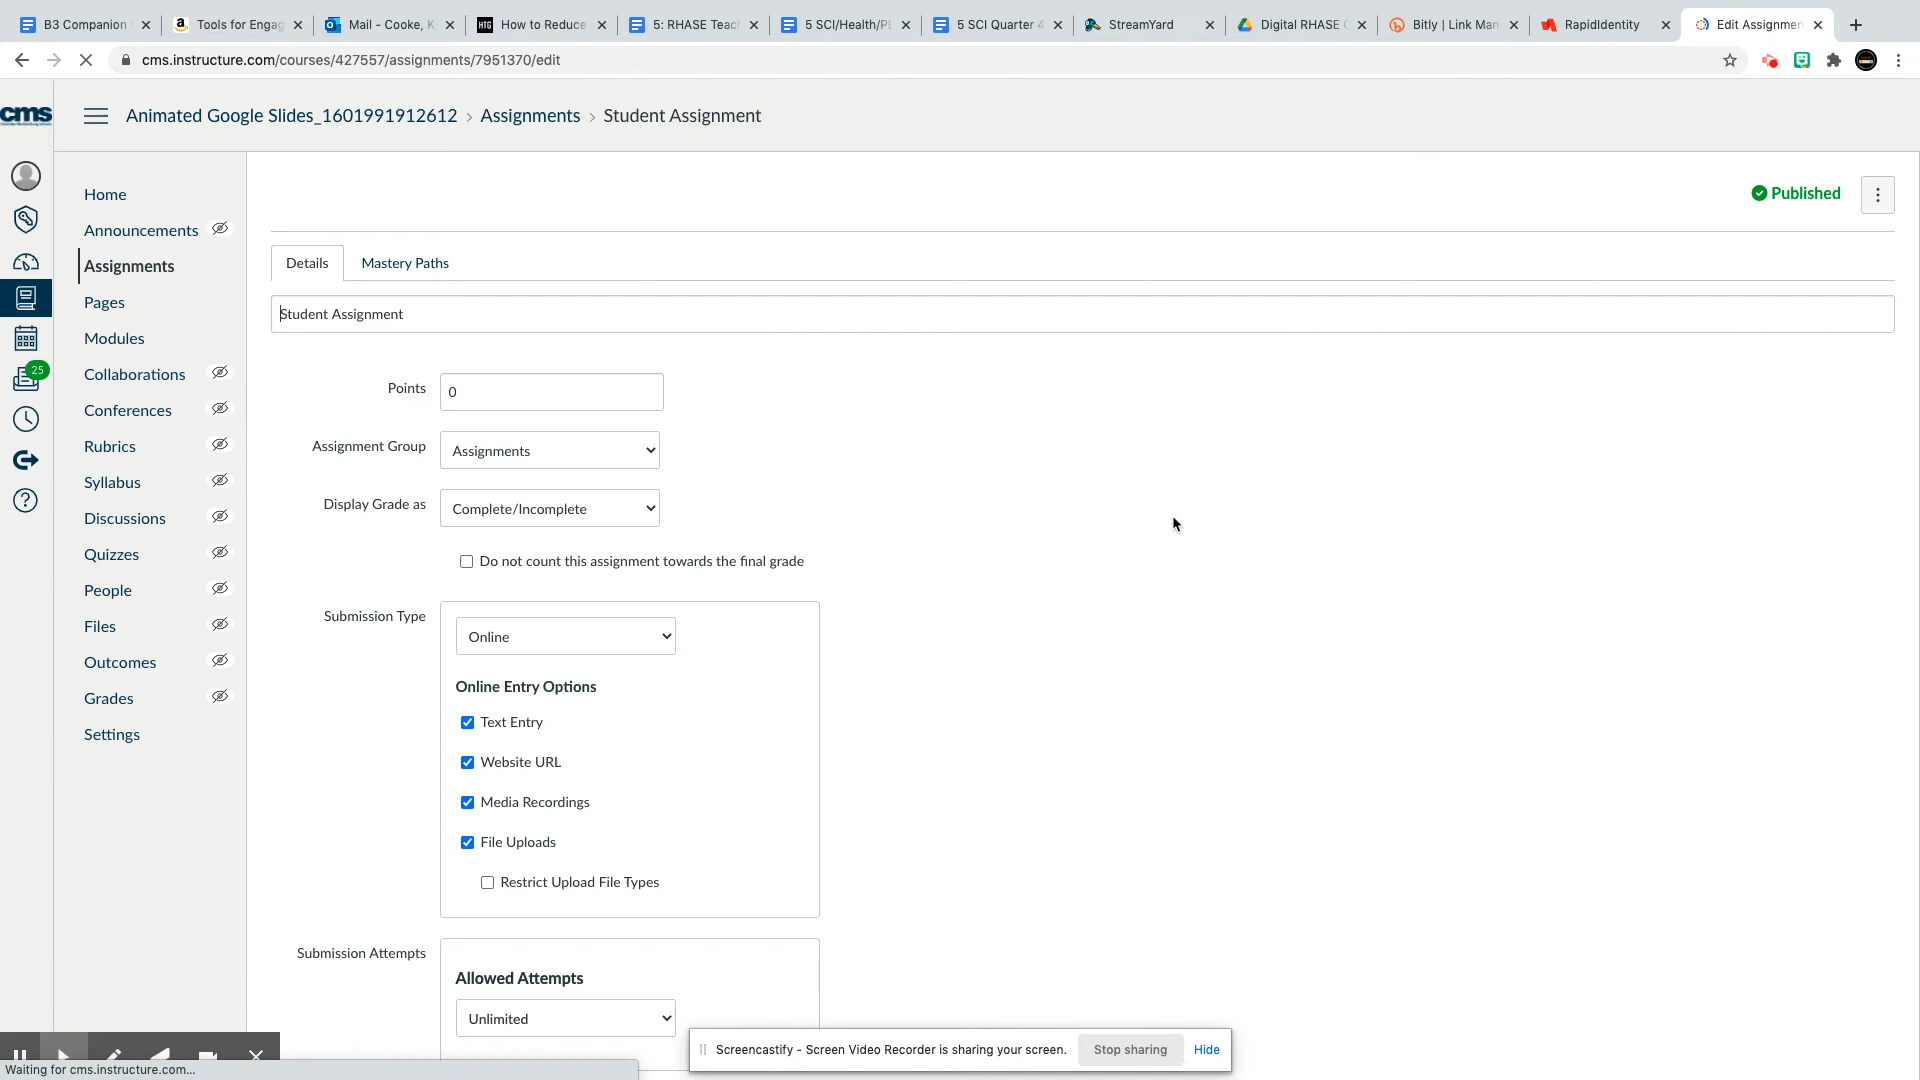 B3 Companion
Tools for Engag
Mail - Cooke, K
HTG How to Reduce
5: RHASE Teac
5 SCI/Health/PE
5 SCI Quarter 4
StreamYard
Digital RHASE
Bitly | Link Man
RapidIdentity
Edit Assignmen
cms.instructure.com/courses/427557/assignments/7951370/edit
cms
Animated Google Slides_1601991912612 > Assignments > Student Assignment
Home
Announcements
Assignments
Pages
Modules
Collaborations
25
Conferences
Rubrics
Syllabus
Discussions
Quizzes
People
Files
Outcomes
Grades
Settings
Published
Details
Mastery Paths
Student Assignment
Points
0
Assignment Group
Assignments
Display Grade as
Complete/Incomplete
Do not count this assignment towards the final grade
Submission Type
Online
Online Entry Options
Text Entry
Website URL
Media Recordings
File Uploads
Restrict Upload File Types
Submission Attempts
Allowed Attempts
Unlimited
Screencastify - Screen Video Recorder is sharing your screen.
Stop sharing
Hide
Waiting for cms.instructure.com...